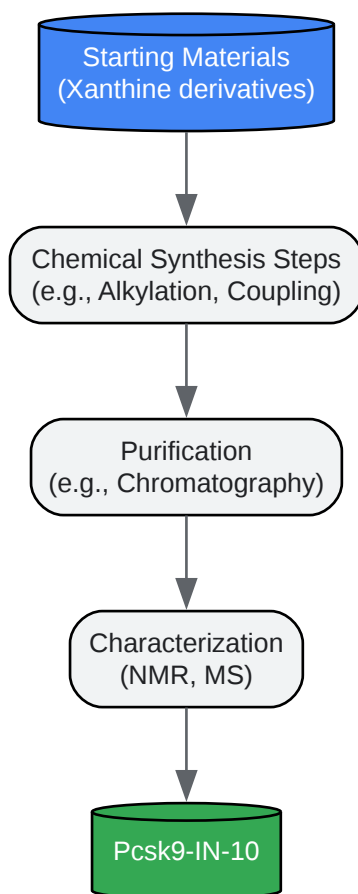 Starting Materials
(Xanthine derivatives)
Chemical Synthesis Steps
(e.g., Alkylation, Coupling)
Purification
(e.g., Chromatography)
Characterization
(NMR, MS)
Pcsk9-IN-10